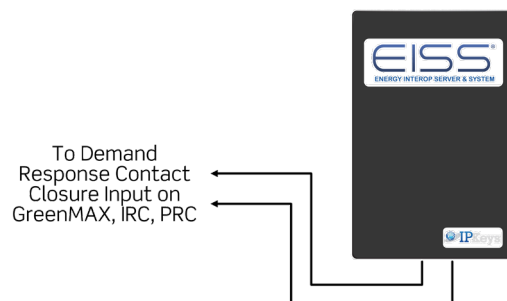 EISS®
ENERGY INTEROP SERVER & SYSTEM
To Demand
Response Contact
Closure Input on
GreenMAX, IRC, PRC
IPKeys